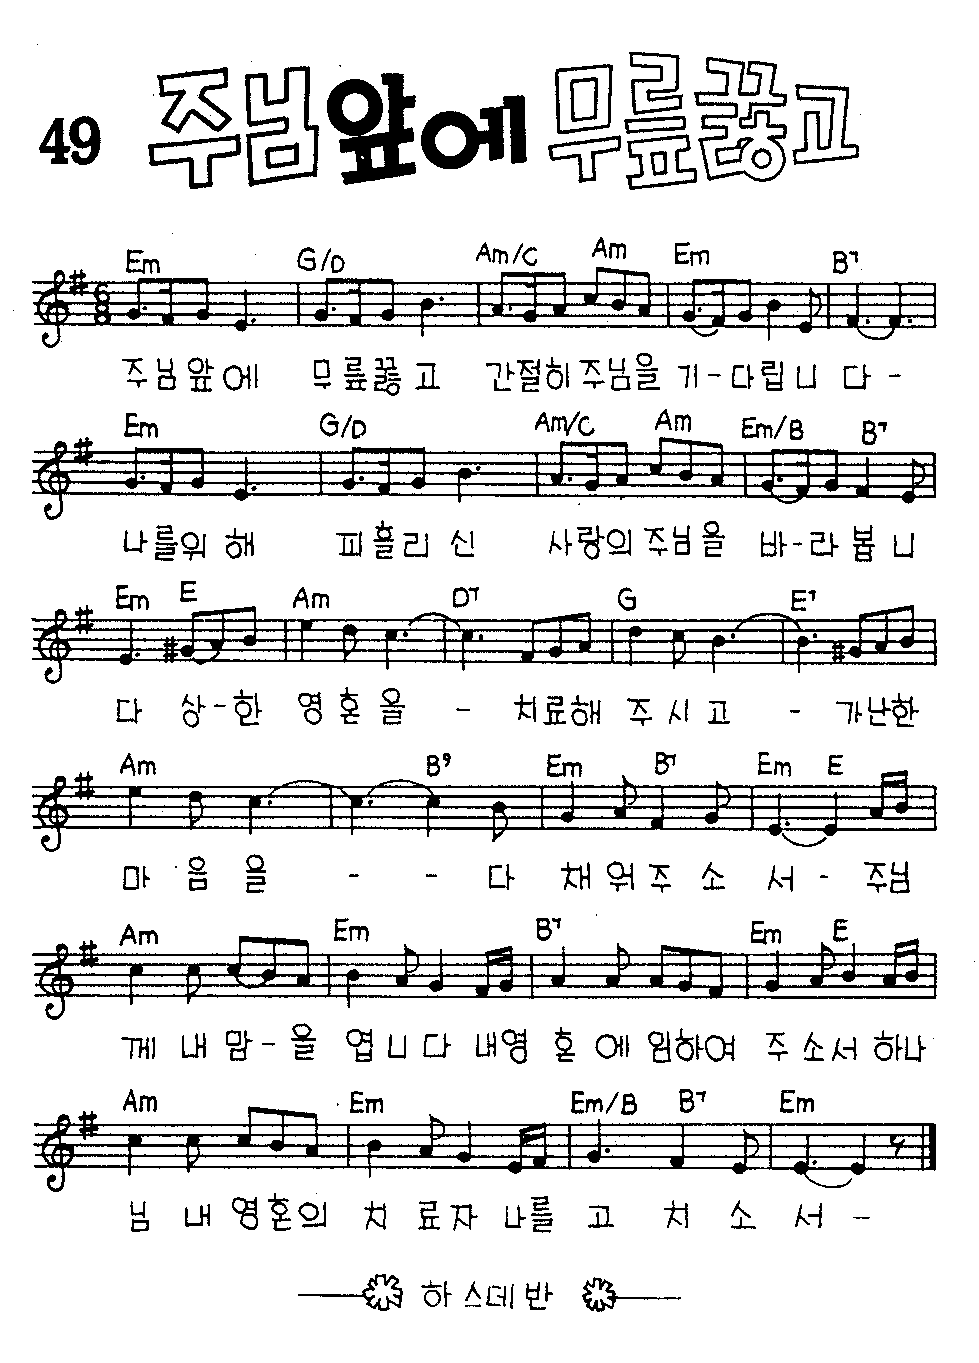 49 주님앞에 무릎꿇고
Em G/D Am/C Am Em B7
주님앞에 무릎꿇고 간절히주님을 기-다립니다-
Em G/D Am/C Am Em/B B7
나를위해 피흘리신 사랑의주님을 바-라봅니
Em E Am D7 G E7
다 상-한 영혼을 - 치료해 주시고 - 가난한
Am B9 Em B7 Em E
마음을 - - 다 채워주소서- 주님
Am Em B7 Em E
께 내맘-을 엽니다 내영혼에임하여 주소서하나
Am Em Em/B B7 Em
님 내영혼의 치료자 나를 고치소서-
하스데반